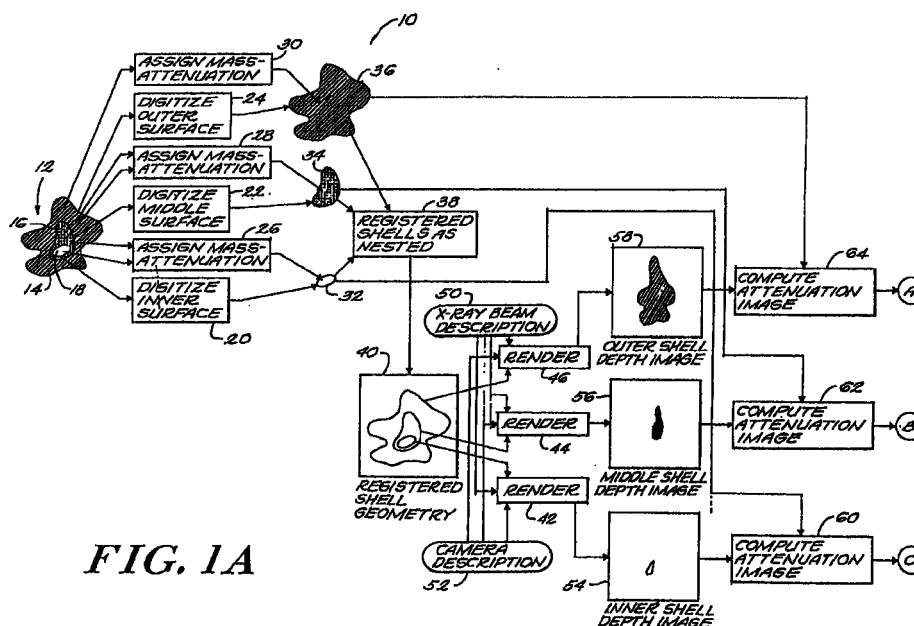 10
30
ASSIGN MASS-
ATTENUATION
36
24
DIGITIZE
OUTER
SURFACE
28
ASSIGN MASS-
ATTENUATION
34
12
22
DIGITIZE
MIDDLE
SURFACE
16
38
REGISTERED
SHELLS AS
NESTED
26
ASSIGN MASS-
ATTENUATION
14
18
32
DIGITIZE
INNER
SURFACE
20
58
OUTER SHELL
DEPTH IMAGE
64
COMPUTE
ATTENUATION
IMAGE
A
50
X-RAY BEAM
DESCRIPTION
RENDER
46
40
REGISTERED
SHELL
GEOMETRY
RENDER
44
56
MIDDLE SHELL
DEPTH IMAGE
62
COMPUTE
ATTENUATION
IMAGE
B
RENDER
42
CAMERA
DESCRIPTION
52
54
INNER SHELL
DEPTH IMAGE
60
COMPUTE
ATTENUATION
IMAGE
C
FIG. 1A